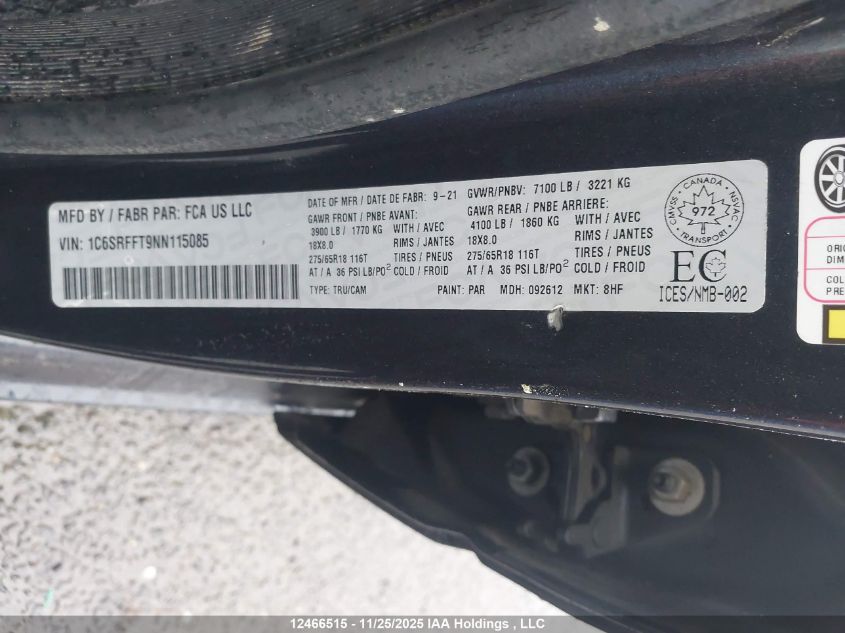 MFD BY / FABR PAR: FCA US LLC
VIN: 1C6SRFFT9NN115085
DATE OF MFR / DATE DE FABR: 9-21
GVWR/PNBV: 7100 LB / 3221 KG
GAWR FRONT / PNBE AVANT:
3900 LB / 1770 KG WITH / AVEC
18X8.0 RIMS / JANTES
275/65R18 116T TIRES / PNEUS
AT / A 36 PSI LB/PO² COLD / FROID
GAWR REAR / PNBE ARRIERE:
4100 LB / 1860 KG WITH / AVEC
18X8.0 RIMS / JANTES
275/65R18 116T TIRES / PNEUS
AT / A 36 PSI LB/PO² COLD / FROID
TYPE: TRU/CAM PAINT: PAR MDH: 092612 MKT: 8HF
CANADA
CMVSS 972 NSVAC
TRANSPORT
EC
ICES/NMB-002
ORI
COL
PRE
12466515 - 11/25/2025 IAA Holdings , LLC